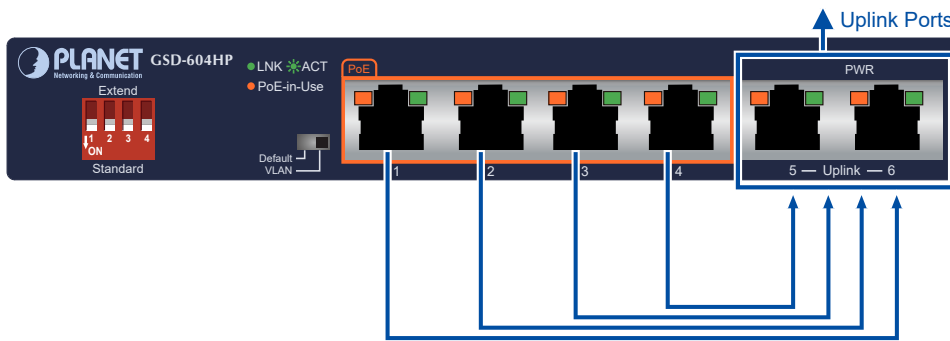 Uplink Ports
PLANET
Networking & Communication
GSD-604HP
LNK ACT
PoE-in-Use
PoE
PWR
Extend
1 2 3 4
ON
Standard
Default
VLAN
1 2 3 4
5 — Uplink — 6